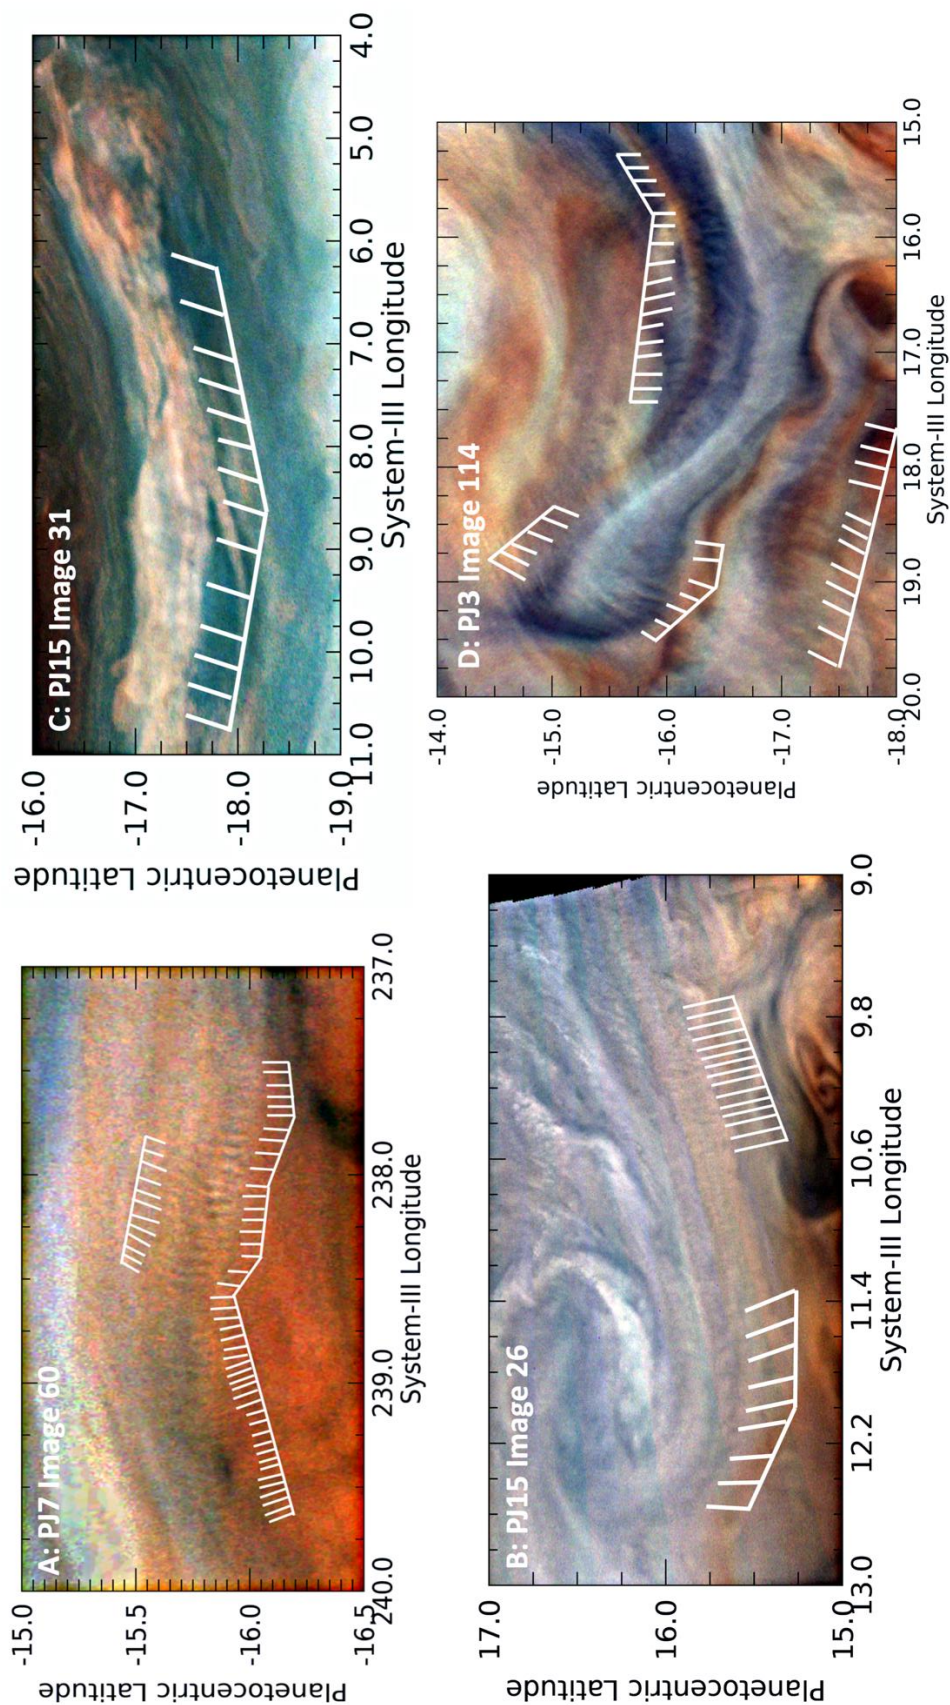 A: PJ7 Image 60
Planetocentric Latitude
-15.0
-15.5
-16.0
-16.5
240.0 239.0 238.0 237.0
System-III Longitude
C: PJ15 Image 31
Planetocentric Latitude
-16.0
-17.0
-18.0
-19.0
11.0 10.0 9.0 8.0 7.0 6.0 5.0 4.0
System-III Longitude
B: PJ15 Image 26
Planetocentric Latitude
17.0
16.0
15.0
13.0 12.2 11.4 10.6 9.8 9.0
System-III Longitude
D: PJ3 Image 114
Planetocentric Latitude
-14.0
-15.0
-16.0
-17.0
-18.0
20.0 19.0 18.0 17.0 16.0 15.0
System-III Longitude